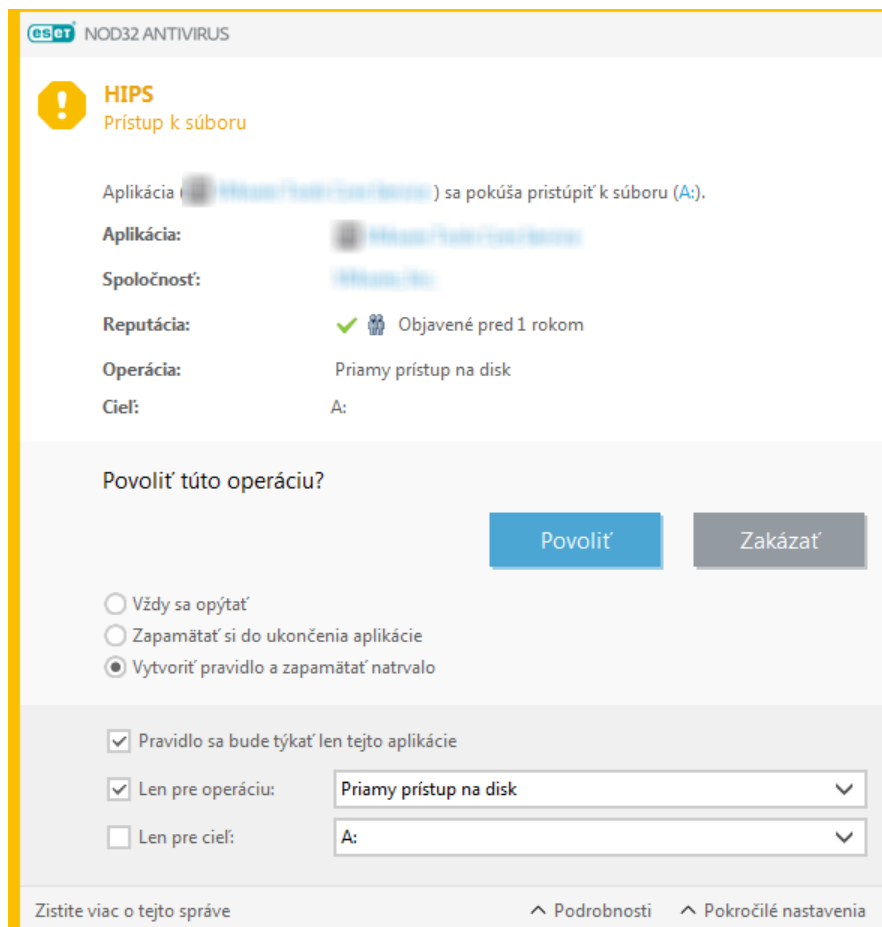 eset NOD32 ANTIVIRUS
HIPS
Prístup k súboru
Aplikácia ( ) sa pokúša pristúpiť k súboru (A:).
Aplikácia:
Spoločnosť:
Reputácia: Objavené pred 1 rokom
Operácia: Priamy prístup na disk
Cieľ: A:
Povoliť túto operáciu?
Povoliť Zakázať
Vždy sa opýtať
Zapamätať si do ukončenia aplikácie
Vytvoriť pravidlo a zapamätať natrvalo
Pravidlo sa bude týkať len tejto aplikácie
Len pre operáciu: Priamy prístup na disk
Len pre cieľ: A:
Zistite viac o tejto správe Podrobnosti Pokročilé nastavenia